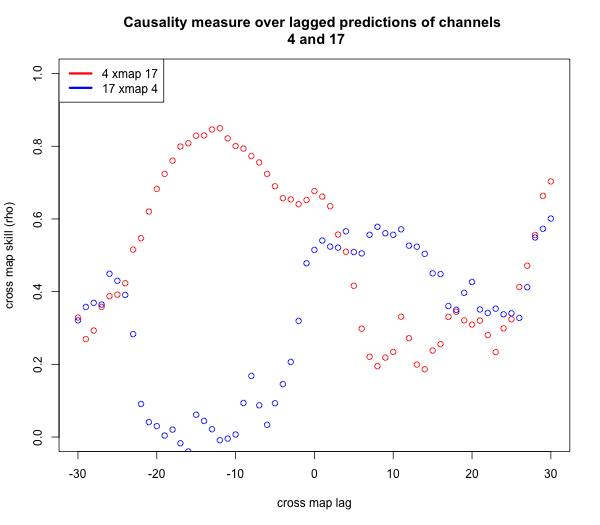 Causality measure over lagged predictions of channels
4 and 17
4 xmap 17
17 xmap 4
cross map skill (rho)
1.0
0.8
0.6
0.4
0.2
0.0
-30
-20
-10
0
10
20
30
cross map lag